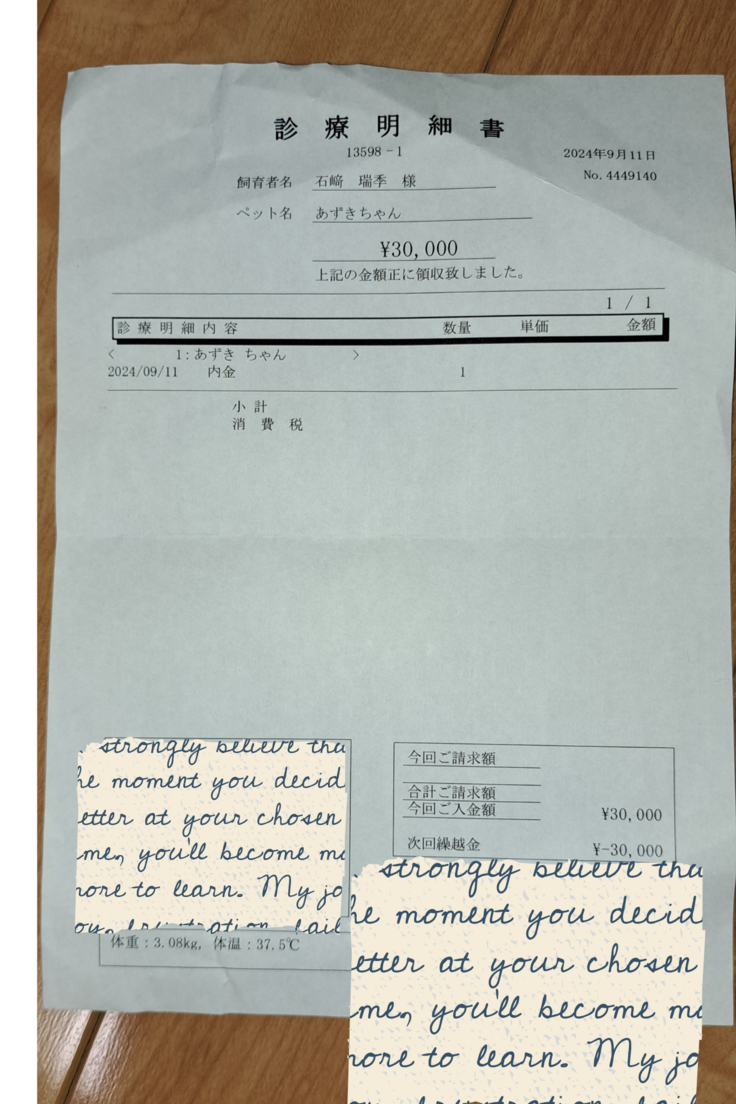 診療明細書
13598-1
2024年9月11日
No. 4449140
飼育者名 石﨑 瑞季 様
ペット名 あずきちゃん
¥30,000
上記の金額正に領収致しました。
1 / 1
診療明細内容 数量 単価 金額
< 1:あずき ちゃん >
2024/09/11 内金 1
小計
消費税
今回ご請求額
合計ご請求額
今回ご入金額 ¥30,000
次回繰越金 ¥-30,000
strongly believe tha
he moment you decid
etter at your chosen
me, you'll become mo
nore to learn. My jo
体重:3.08kg, 体温:37.5℃
strongly believe tha
he moment you decid
etter at your chosen
me, you'll become mo
nore to learn. My jo